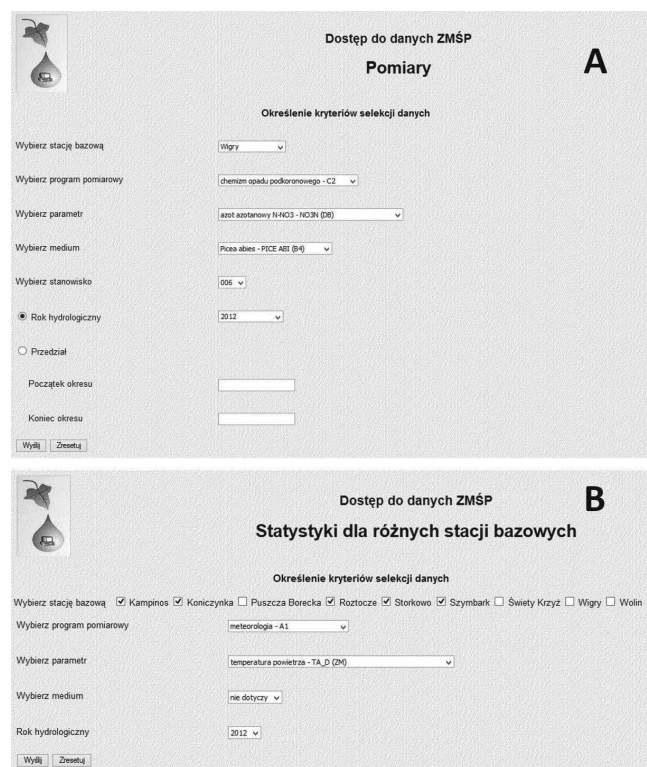 Dostęp do danych ZMŚP
Pomiary
A
Określenie kryteriów selekcji danych
Wybierz stację bazową Wigry
Wybierz program pomiarowy chemizm opadu podkoronowego - C2
Wybierz parametr azot azotanowy N-NO3 - NO3N (DB)
Wybierz medium Picea abies - PICE ABI (B4)
Wybierz stanowisko 006
Rok hydrologiczny 2012
Przedział
Początek okresu
Koniec okresu
Wyślij Zresetuj
Dostęp do danych ZMŚP
B
Statystyki dla różnych stacji bazowych
Określenie kryteriów selekcji danych
Wybierz stację bazową Kampinos Koniczynka Puszcza Borecka Roztocze Storkowo Szymbark Świety Krzyż Wigry Wolin
Wybierz program pomiarowy meteorologia - A1
Wybierz parametr temperatura powietrza - TA_D (ZM)
Wybierz medium nie dotyczy
Rok hydrologiczny 2012
Wyślij Zresetuj